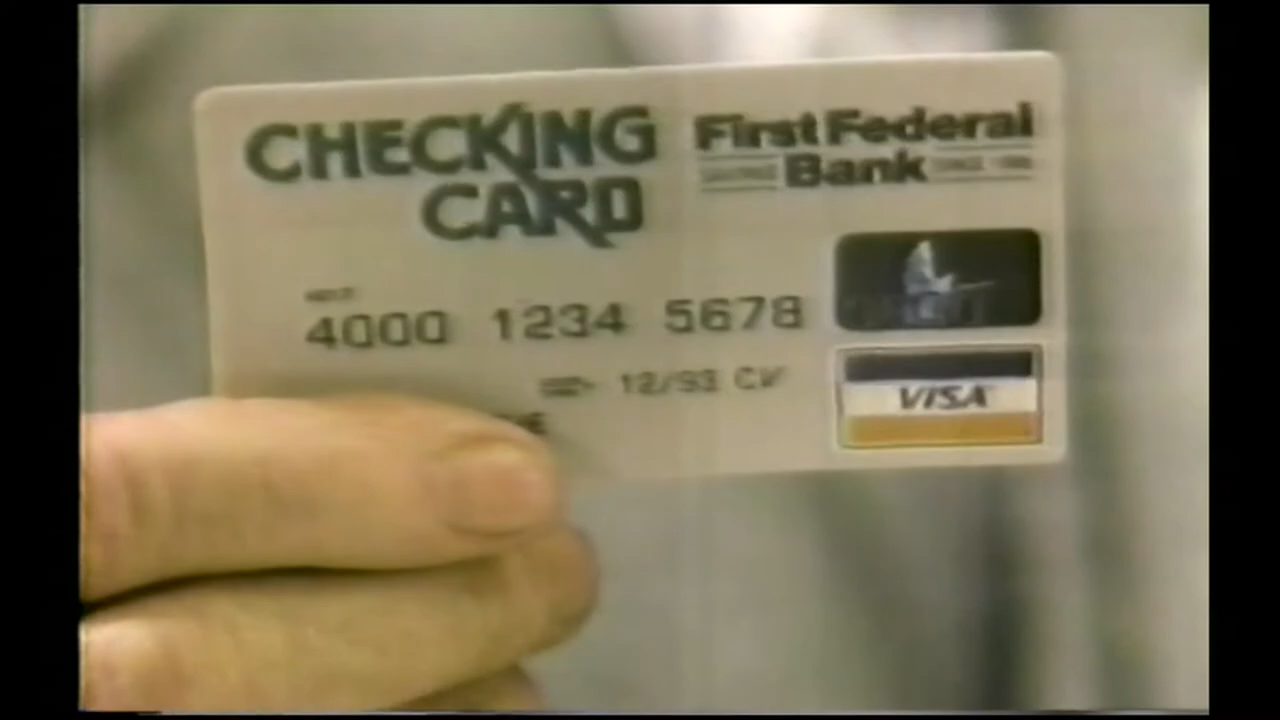 CHECKING
CARD
First Federal
Bank
4000 1234 5678
12/93 CV
VISA